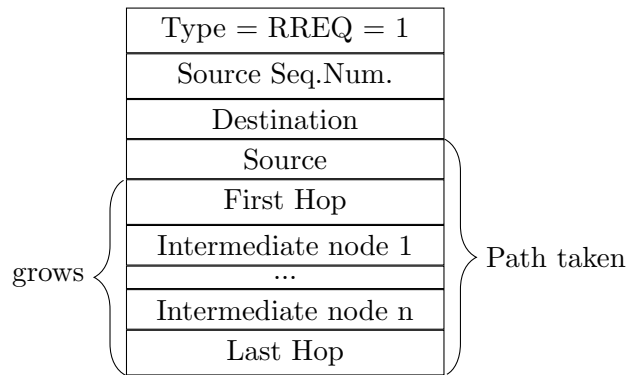 Type = RREQ = 1
Source Seq.Num.
Destination
Source
First Hop
Intermediate node 1
grows
...
Path taken
Intermediate node n
Last Hop